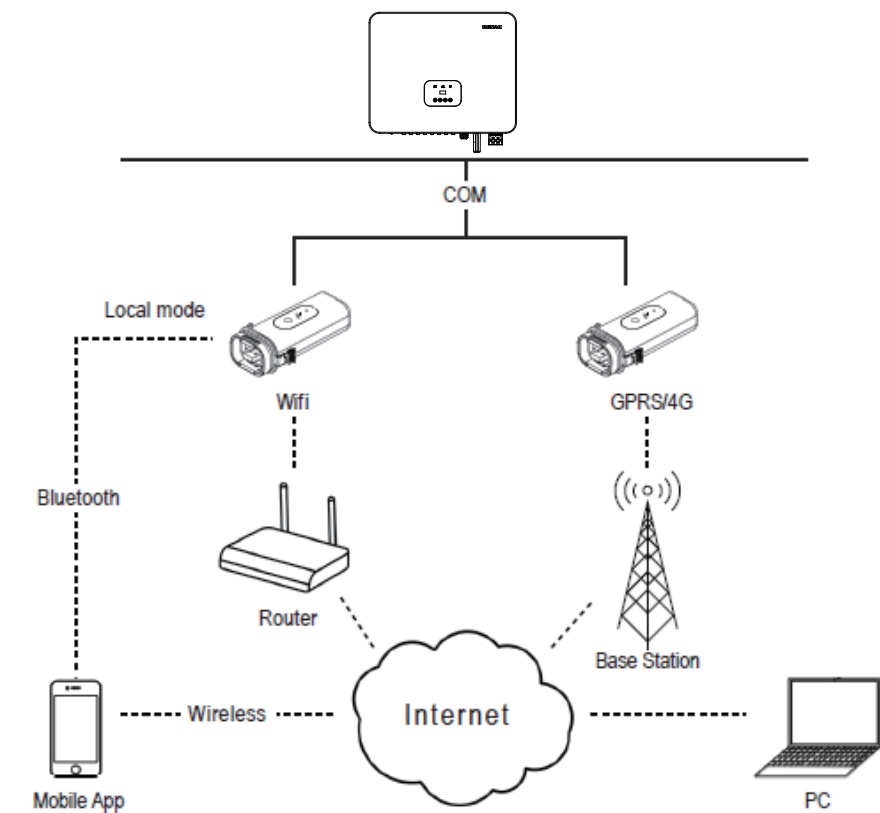 COM
Local mode
Wifi
GPRS/4G
Bluetooth
Router
Base Station
Wireless
Internet
Mobile App
PC